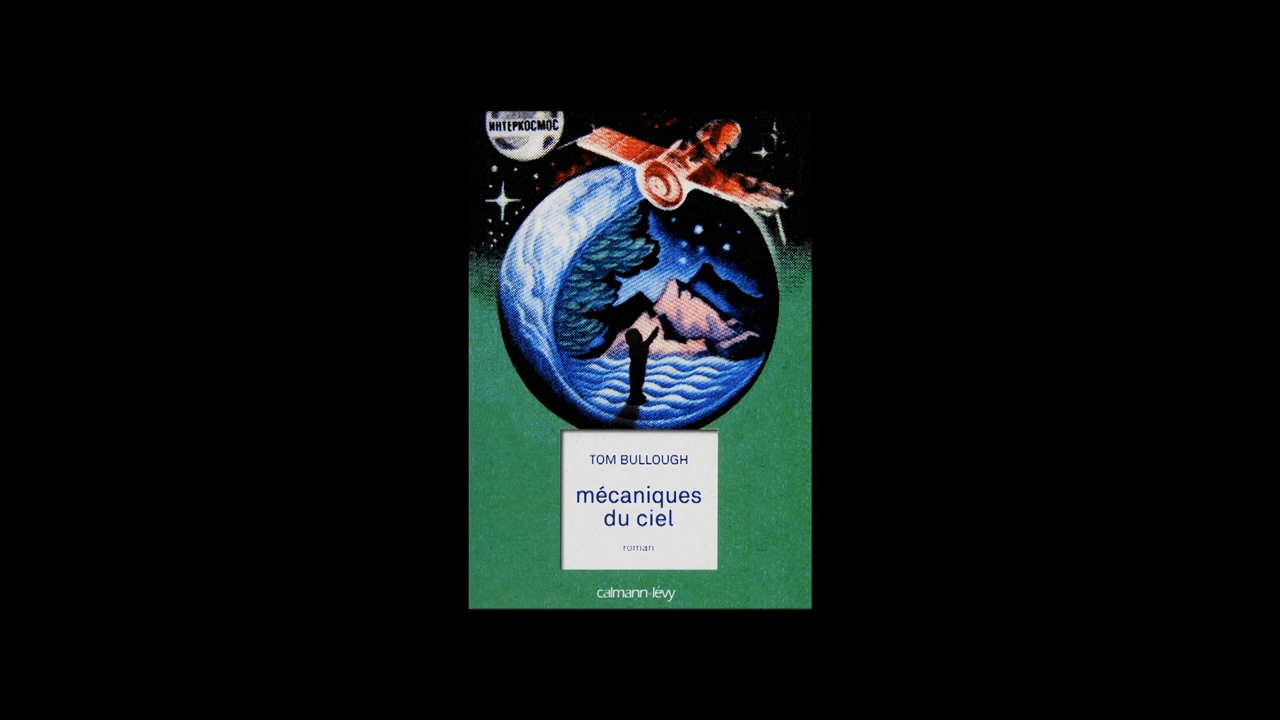 ИНТЕРКОСМОС
TOM BULLOUGH
mécaniques
du ciel
roman
calmann-lévy